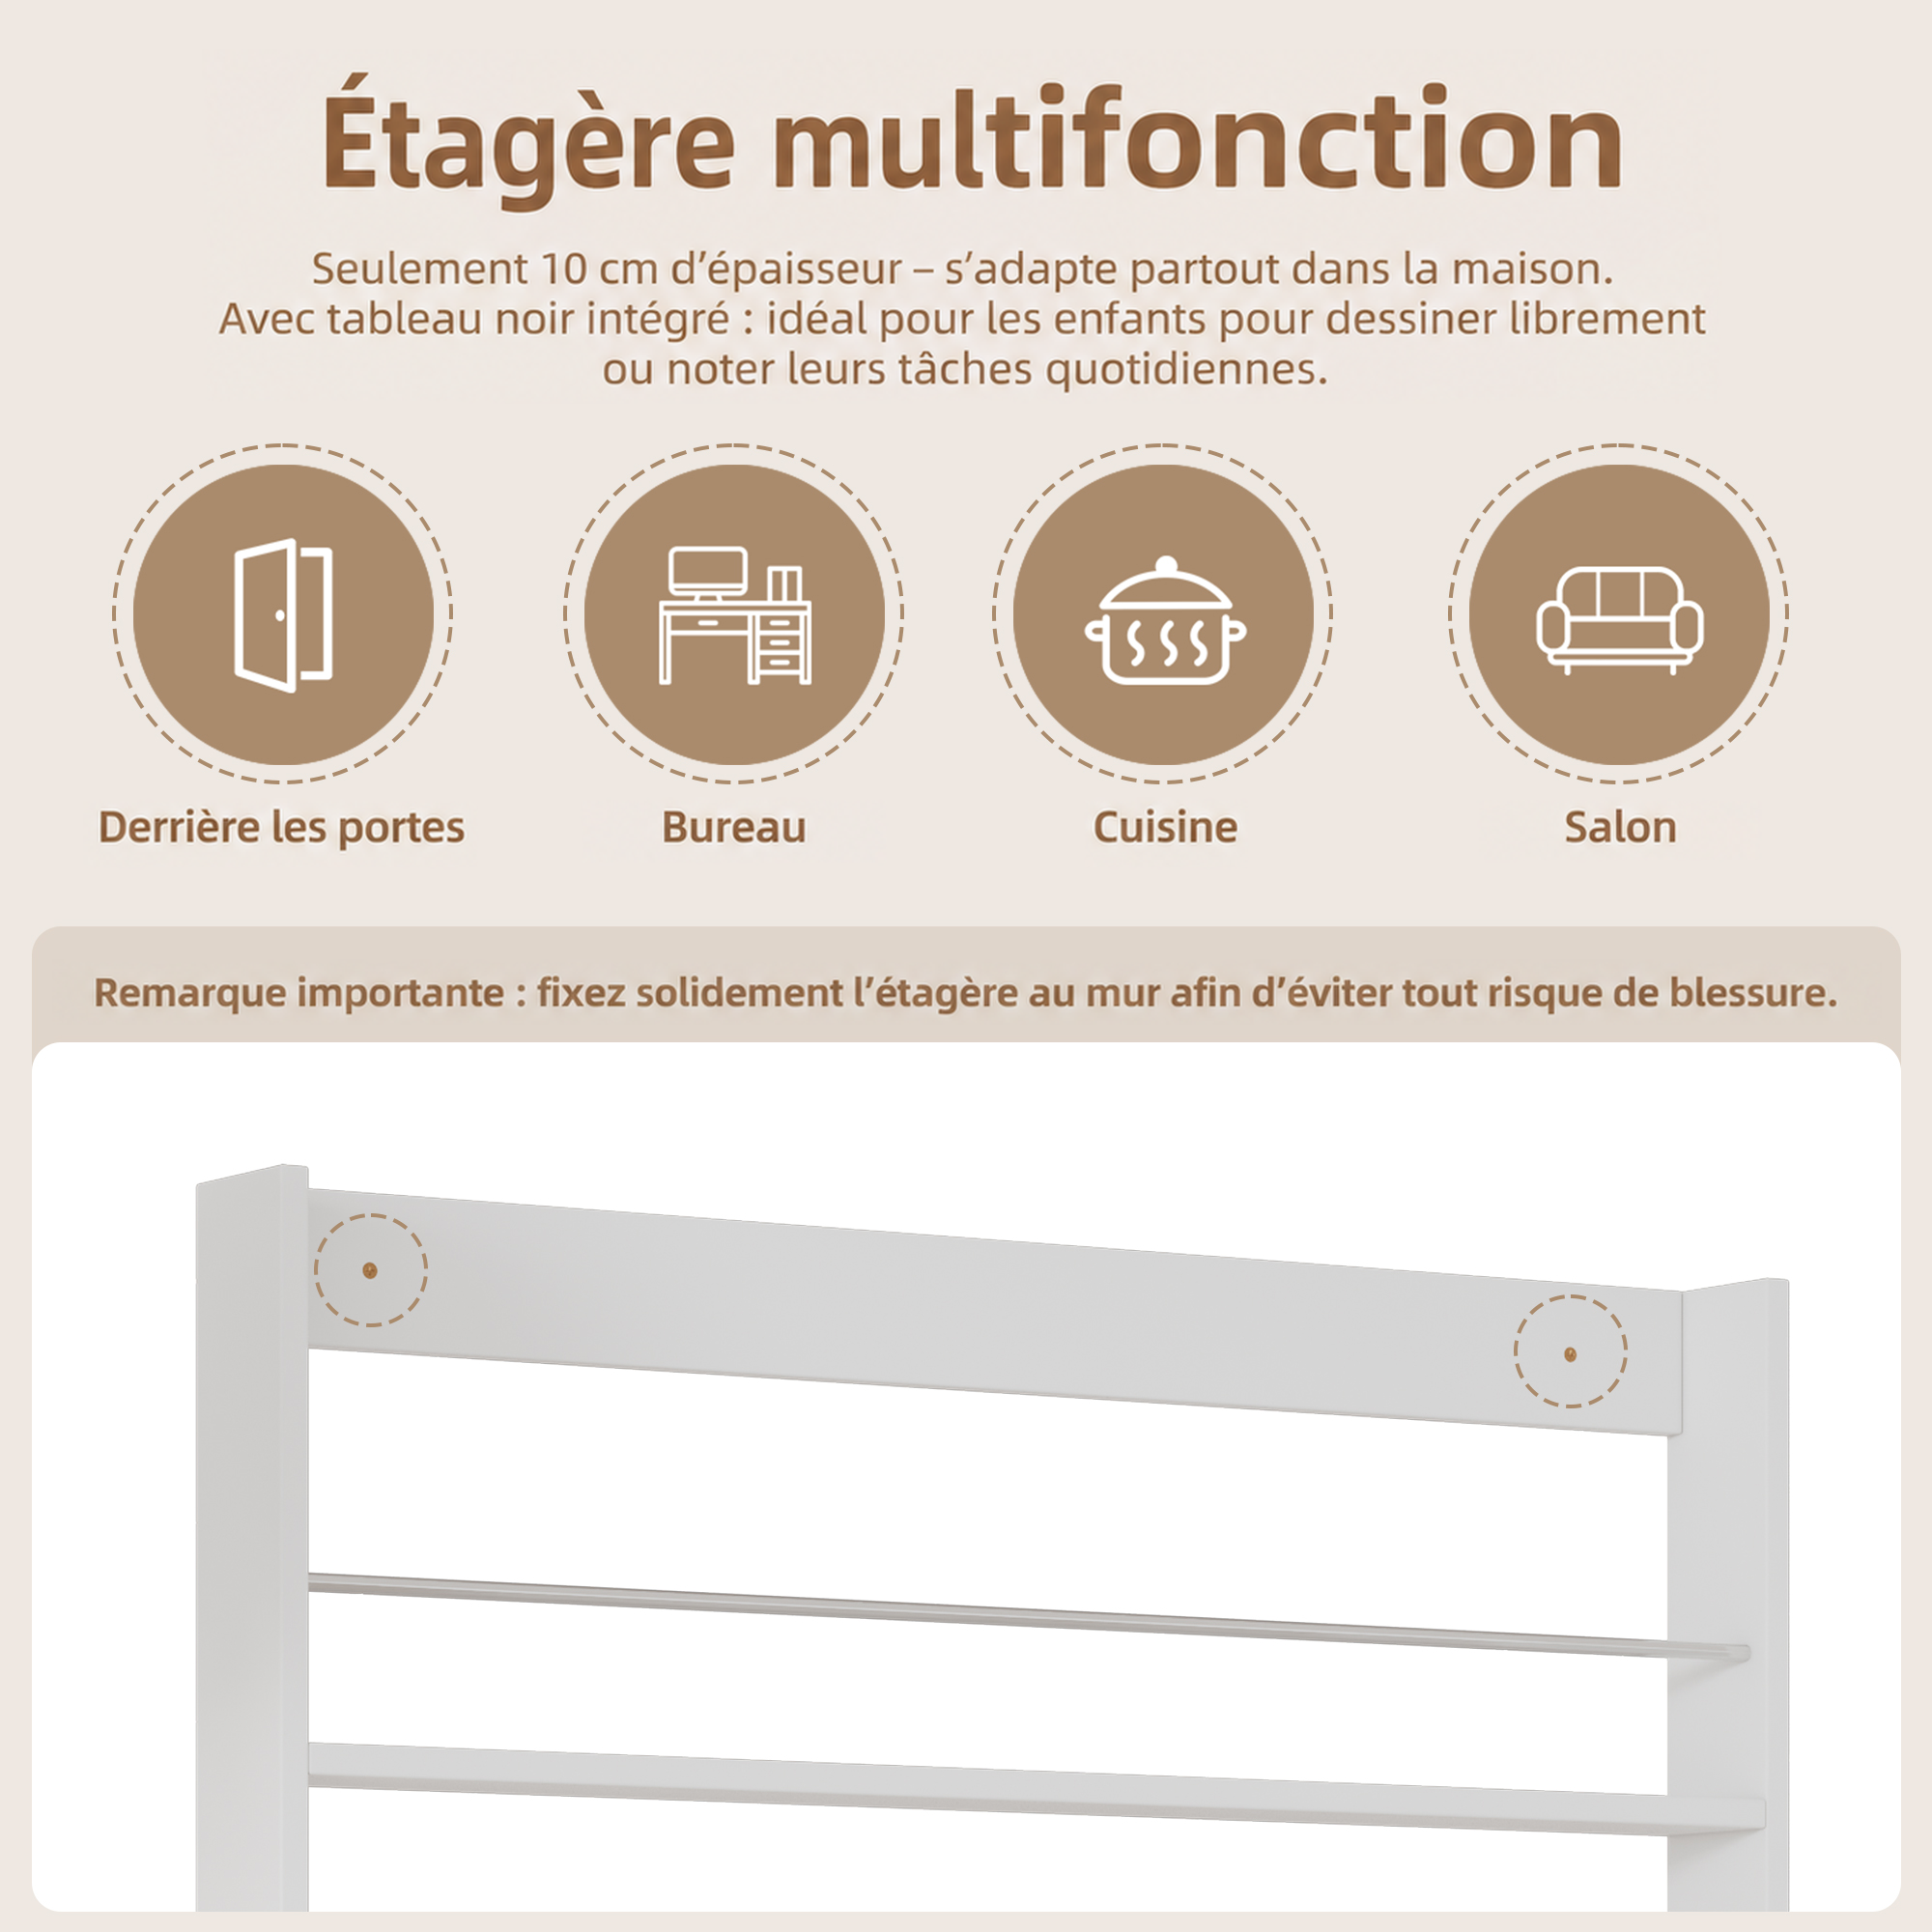 Étagère multifonction
Seulement 10 cm d’épaisseur – s’adapte partout dans la maison.
Avec tableau noir intégré : idéal pour les enfants pour dessiner librement
ou noter leurs tâches quotidiennes.
Derrière les portes
Bureau
Cuisine
Salon
Remarque importante : fixez solidement l’étagère au mur afin d’éviter tout risque de blessure.